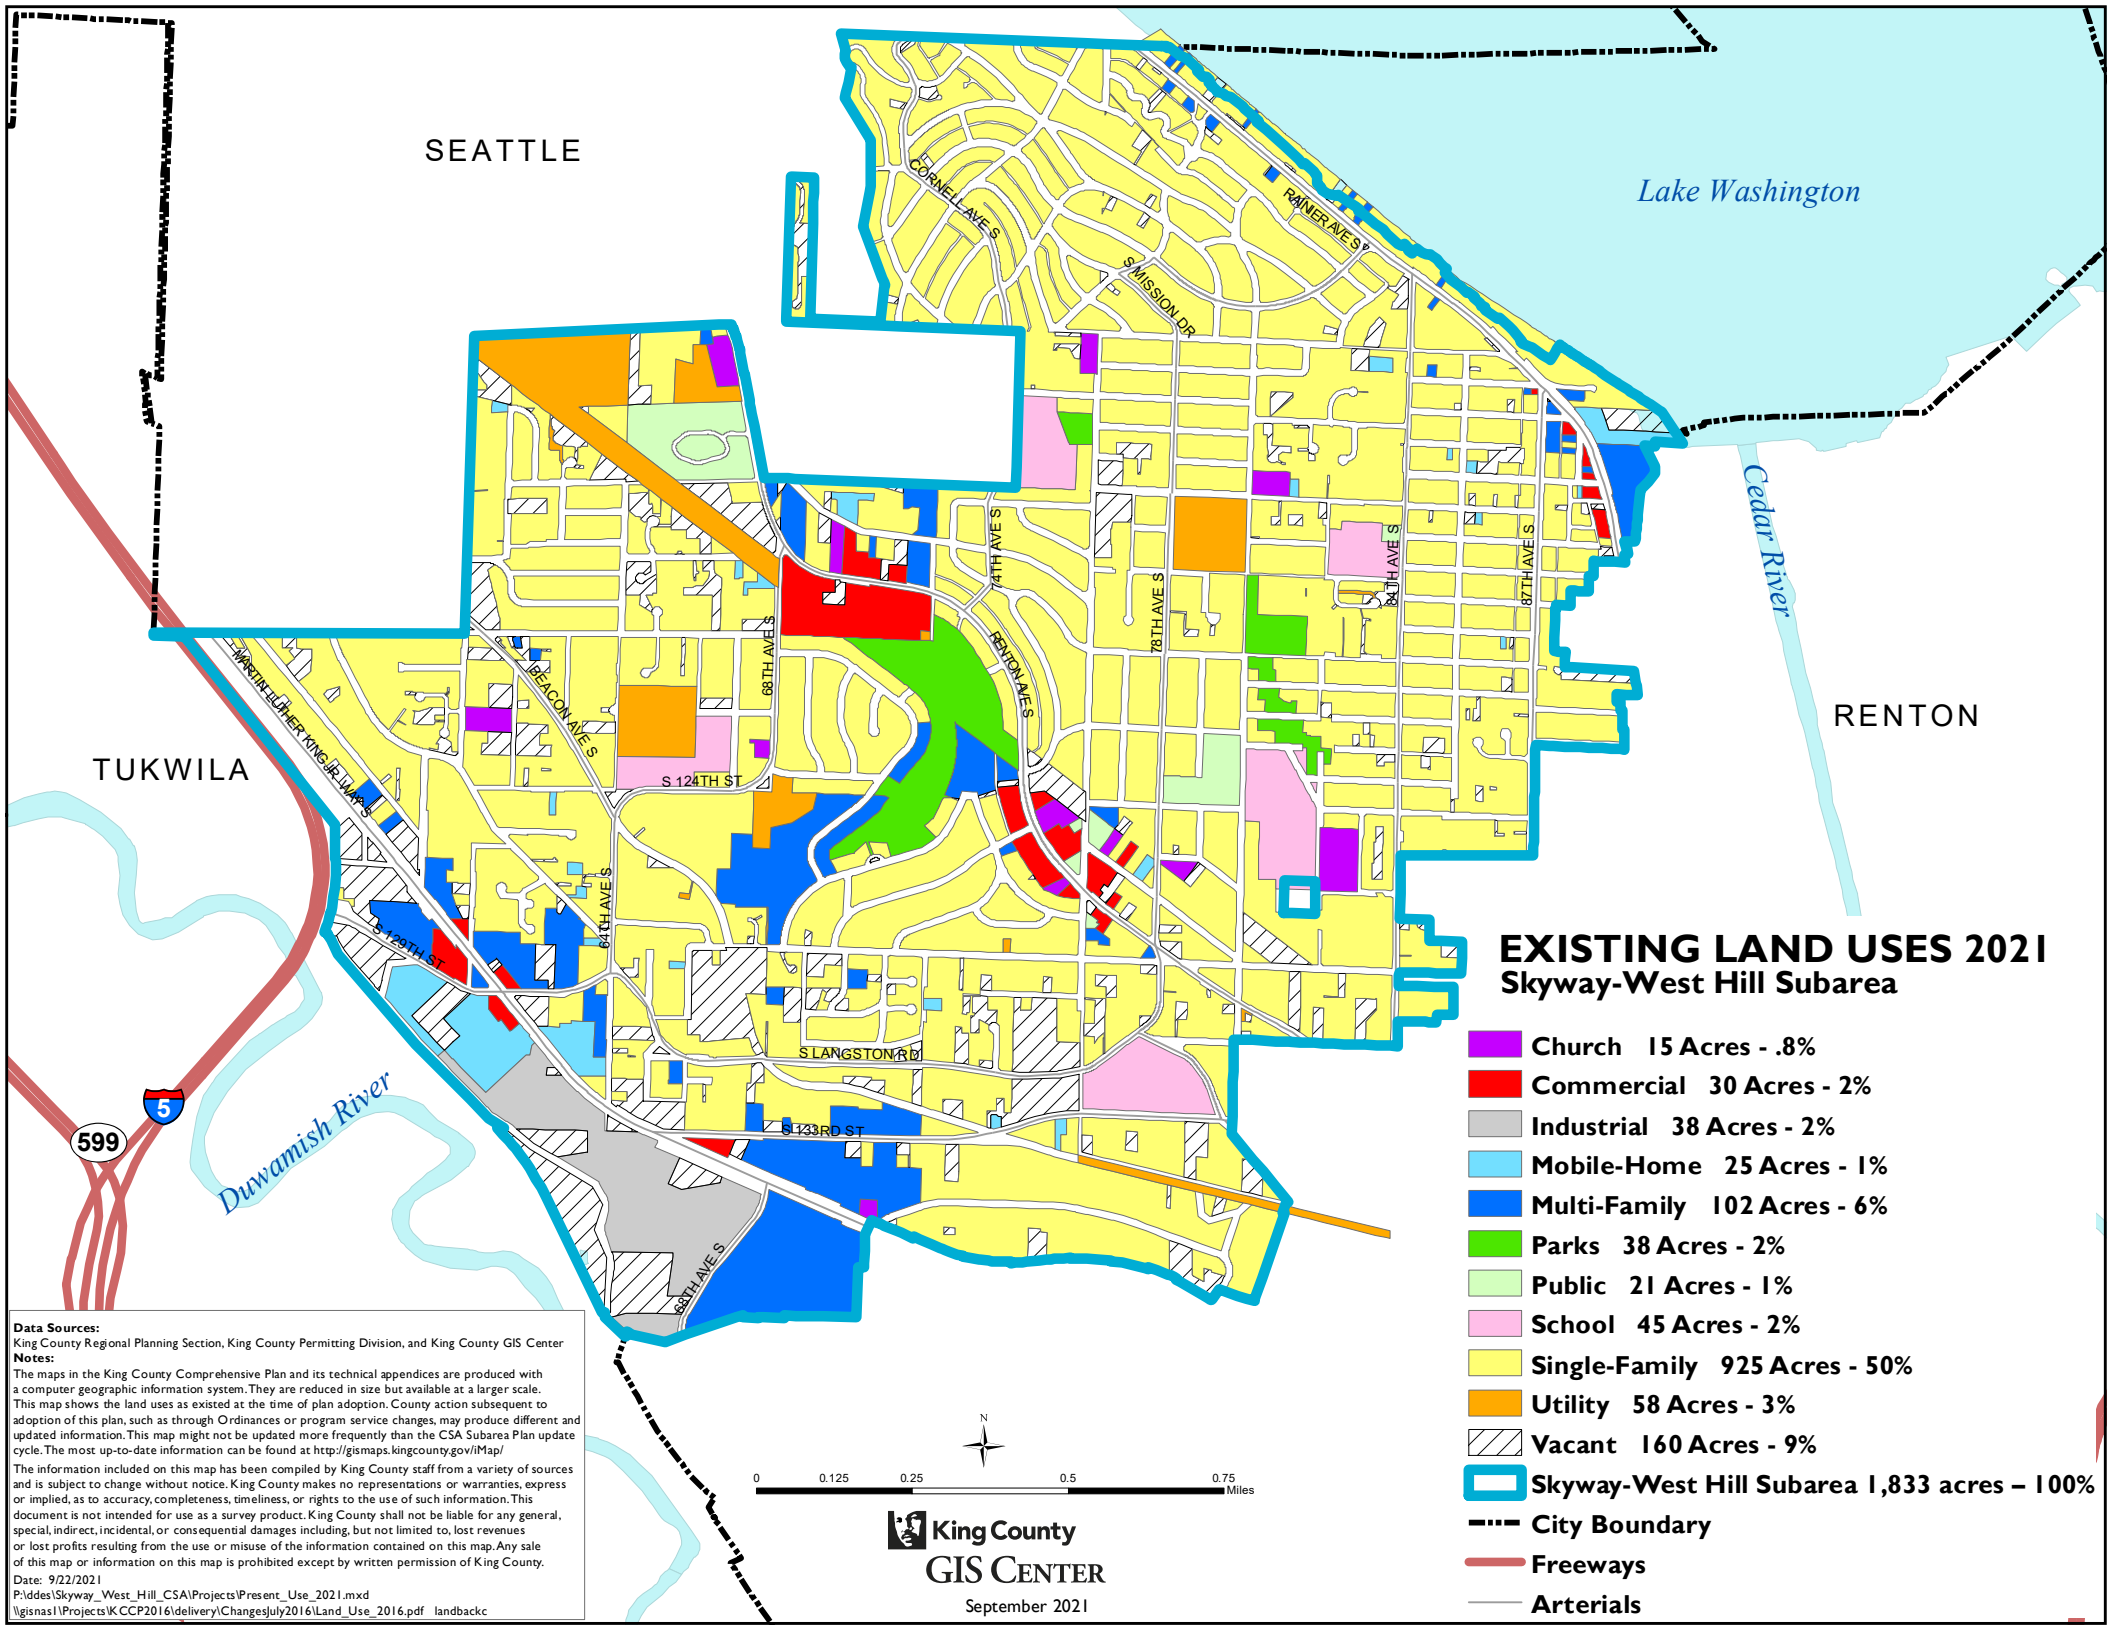 SEATTLE
Lake Washington
CORNELL AVE S
RAINER AVE S
S MISSION DR
Cedar River
74TH AVE S
84TH AVE S
87TH AVE S
78TH AVE S
68TH AVE S
RENTON AVE S
BEACON AVE S
MARTIN LUTHER KING JR WAY S
RENTON
TUKWILA
S 124TH ST
64TH AVE S
S 129TH ST
S LANGSTON RD
S 133RD ST
68TH AVE S
5
599
Duwamish River
EXISTING LAND USES 2021
Skyway-West Hill Subarea
Church 15 Acres - .8%
Commercial 30 Acres - 2%
Industrial 38 Acres - 2%
Mobile-Home 25 Acres - 1%
Multi-Family 102 Acres - 6%
Parks 38 Acres - 2%
Public 21 Acres - 1%
School 45 Acres - 2%
Single-Family 925 Acres - 50%
Utility 58 Acres - 3%
Vacant 160 Acres - 9%
Skyway-West Hill Subarea 1,833 acres – 100%
City Boundary
Freeways
Arterials
Data Sources:
King County Regional Planning Section, King County Permitting Division, and King County GIS Center
Notes:
The maps in the King County Comprehensive Plan and its technical appendices are produced with
a computer geographic information system. They are reduced in size but available at a larger scale.
This map shows the land uses as existed at the time of plan adoption. County action subsequent to
adoption of this plan, such as through Ordinances or program service changes, may produce different and
updated information. This map might not be updated more frequently than the CSA Subarea Plan update
cycle. The most up-to-date information can be found at http://gismaps.kingcounty.gov/iMap/
The information included on this map has been compiled by King County staff from a variety of sources
and is subject to change without notice. King County makes no representations or warranties, express
or implied, as to accuracy, completeness, timeliness, or rights to the use of such information. This
document is not intended for use as a survey product. King County shall not be liable for any general,
special, indirect, incidental, or consequential damages including, but not limited to, lost revenues
or lost profits resulting from the use or misuse of the information contained on this map. Any sale
of this map or information on this map is prohibited except by written permission of King County.
Date: 9/22/2021
P:\ddes\Skyway_West_Hill_CSA\Projects\Present_Use_2021.mxd
\\gisnas1\Projects\KCCP2016\delivery\ChangesJuly2016\Land_Use_2016.pdf landbackc
N
0 0.125 0.25 0.5 0.75
Miles
King County
GIS CENTER
September 2021